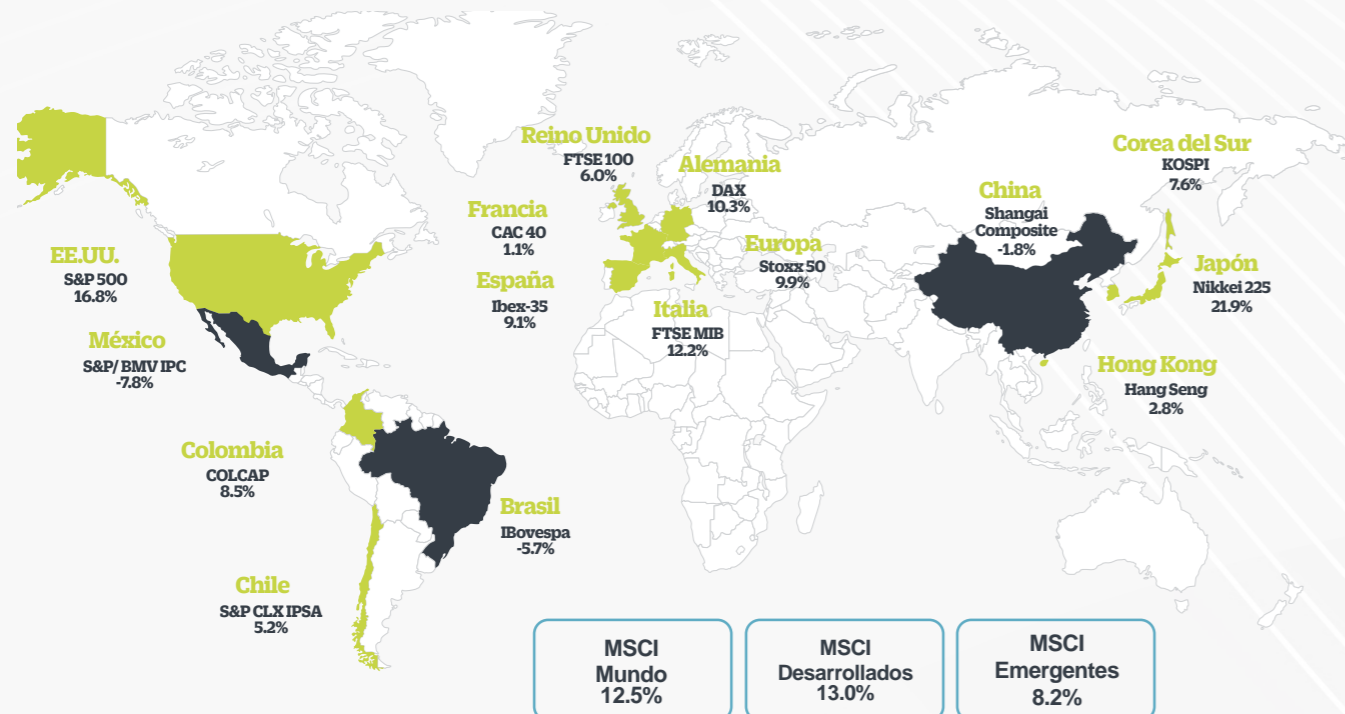 Reino Unido
FTSE 100
6.0%
Alemania
DAX
10.3%
Corea del Sur
KOSPI
7.6%
China
Shangai
Composite
-1.8%
Francia
CAC 40
1.1%
Europa
Stoxx 50
9.9%
EE.UU.
S&P 500
16.8%
España
Ibex-35
9.1%
Japón
Nikkei 225
21.9%
Italia
FTSE MIB
12.2%
México
S&P/ BMV IPC
-7.8%
Hong Kong
Hang Seng
2.8%
Colombia
COLCAP
8.5%
Brasil
IBovespa
-5.7%
Chile
S&P CLX IPSA
5.2%
MSCI
Mundo
12.5%
MSCI
Desarrollados
13.0%
MSCI
Emergentes
8.2%